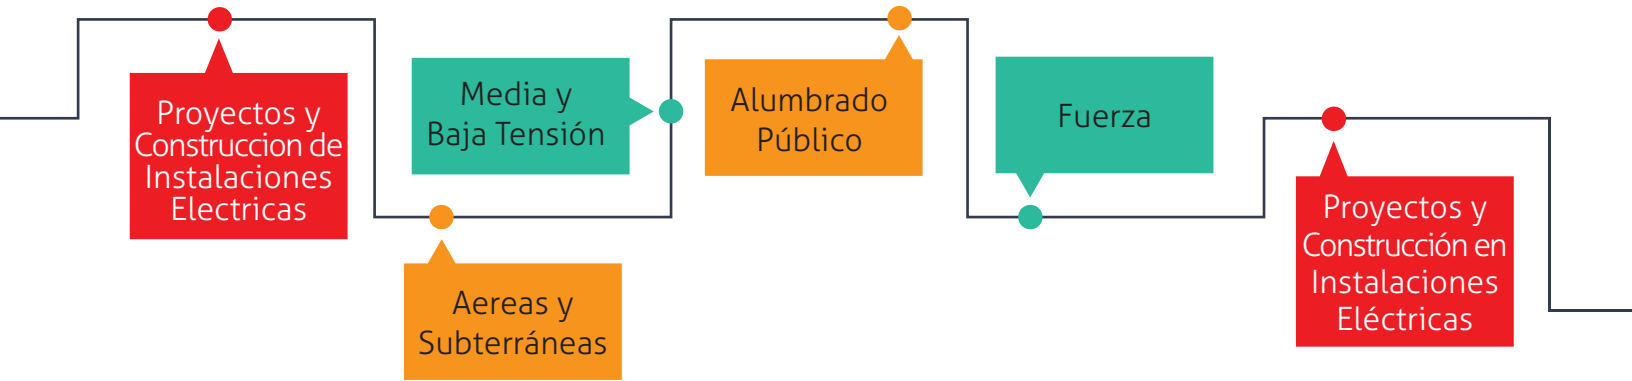 Proyectos y
Construccion de
Instalaciones
Electricas
Aereas y
Subterráneas
Media y
Baja Tensión
Alumbrado
Público
Fuerza
Proyectos y
Construcción en
Instalaciones
Eléctricas